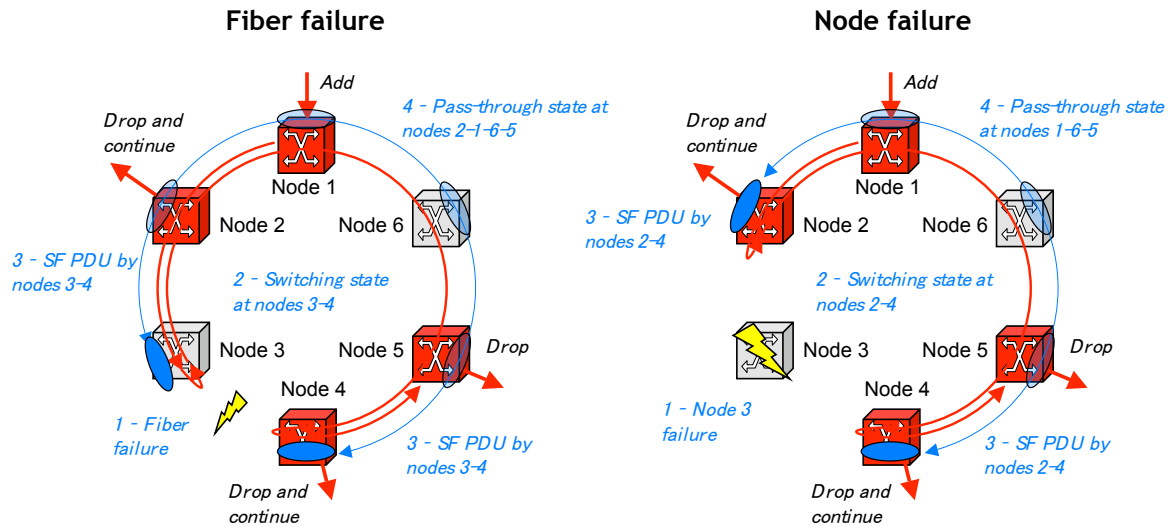 Fiber failure
Add
4 - Pass-through state at
nodes 2-1-6-5
Drop and
continue
Node 1
Node 2
Node 6
3 - SF PDU by
nodes 3-4
2 - Switching state
at nodes 3-4
Node 3
Node 5
Drop
Node 4
1 - Fiber
failure
3 - SF PDU by
nodes 3-4
Drop and
continue
Node failure
Add
4 - Pass-through state
at nodes 1-6-5
Drop and
continue
Node 1
Node 2
Node 6
3 - SF PDU by
nodes 2-4
2 - Switching state
at nodes 2-4
Node 3
Node 5
Drop
Node 4
1 - Node 3
failure
3 - SF PDU by
nodes 2-4
Drop and
continue